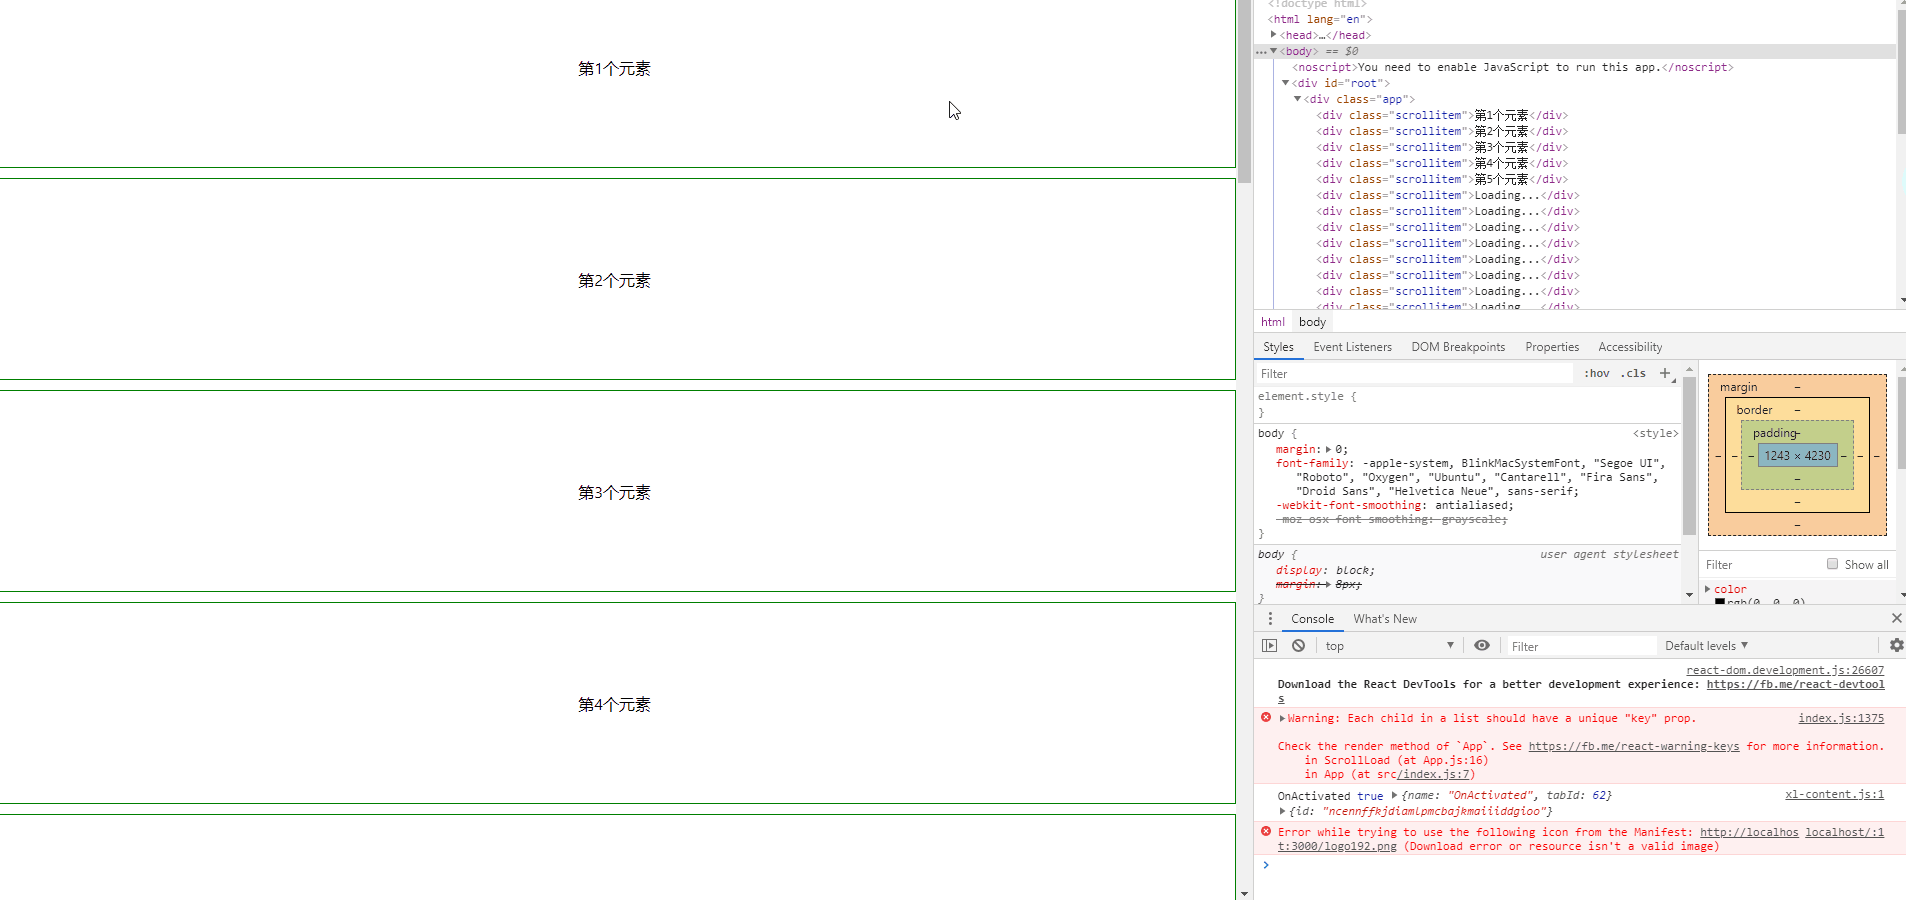 第1个元素
第2个元素
第3个元素
第4个元素
<!doctype html>
<html lang="en">
<head>…</head>
<body> == $0
<noscript>You need to enable JavaScript to run this app.</noscript>
<div id="root">
<div class="app">
<div class="scrollitem">第1个元素</div>
<div class="scrollitem">第2个元素</div>
<div class="scrollitem">第3个元素</div>
<div class="scrollitem">第4个元素</div>
<div class="scrollitem">第5个元素</div>
<div class="scrollitem">Loading...</div>
<div class="scrollitem">Loading...</div>
<div class="scrollitem">Loading...</div>
<div class="scrollitem">Loading...</div>
<div class="scrollitem">Loading...</div>
<div class="scrollitem">Loading...</div>
<div class="scrollitem">Loading...</div>
<div class="scrollitem">Loading...</div>
html body
Styles Event Listeners DOM Breakpoints Properties Accessibility
Filter :hov .cls +
element.style {
}
body { <style>
margin: 0;
font-family: -apple-system, BlinkMacSystemFont, "Segoe UI",
"Roboto", "Oxygen", "Ubuntu", "Cantarell", "Fira Sans",
"Droid Sans", "Helvetica Neue", sans-serif;
-webkit-font-smoothing: antialiased;
-moz-osx-font-smoothing: grayscale;
}
body { user agent stylesheet
display: block;
margin: 8px;
}
margin –
border –
padding –
– – – 1243 × 4230 – – –
–
–
–
Filter Show all
color
rgb(0, 0, 0)
Console What's New
top Filter Default levels
react-dom.development.js:26607
Download the React DevTools for a better development experience: https://fb.me/react-devtool
s
Warning: Each child in a list should have a unique "key" prop. index.js:1375
Check the render method of `App`. See https://fb.me/react-warning-keys for more information.
in ScrollLoad (at App.js:16)
in App (at src/index.js:7)
OnActivated true {name: "OnActivated", tabId: 62} xl-content.js:1
{id: "ncennffkjdiamlpmcbajkmaiiiddgioo"}
Error while trying to use the following icon from the Manifest: http://localhos localhost/:1
t:3000/logo192.png (Download error or resource isn't a valid image)